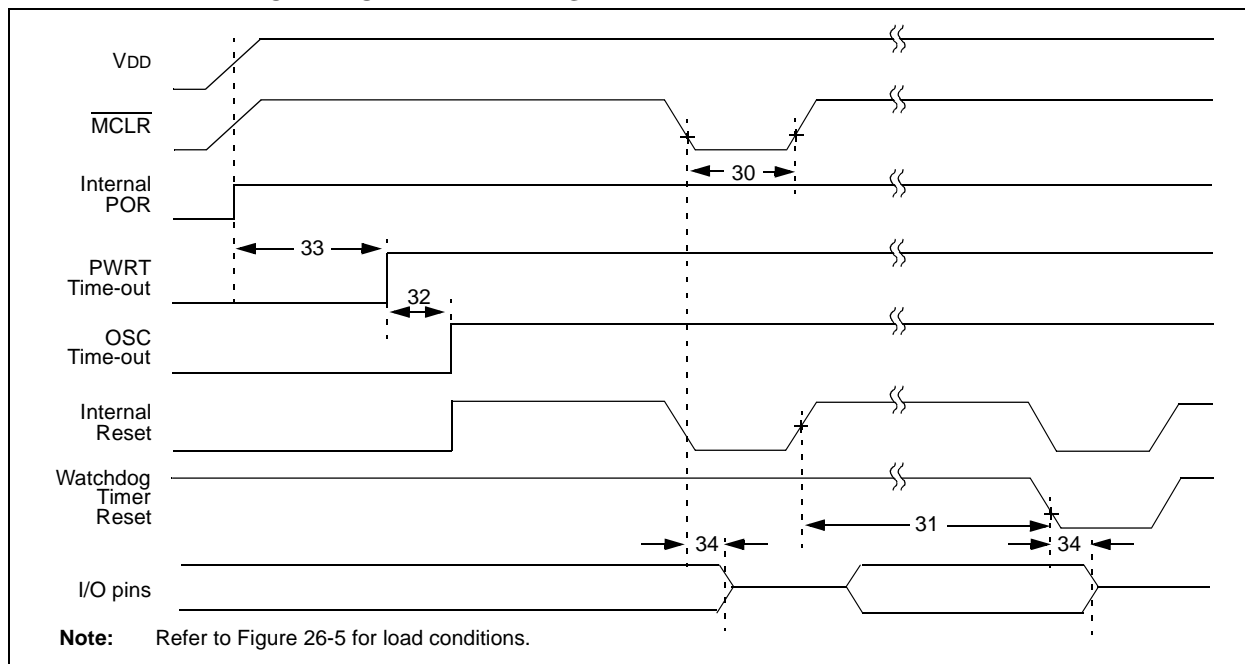 VDD
MCLR
30
Internal
POR
33
PWRT
Time-out
32
OSC
Time-out
Internal
Reset
Watchdog
Timer
Reset
31
34
34
I/O pins
Note: Refer to Figure 26-5 for load conditions.